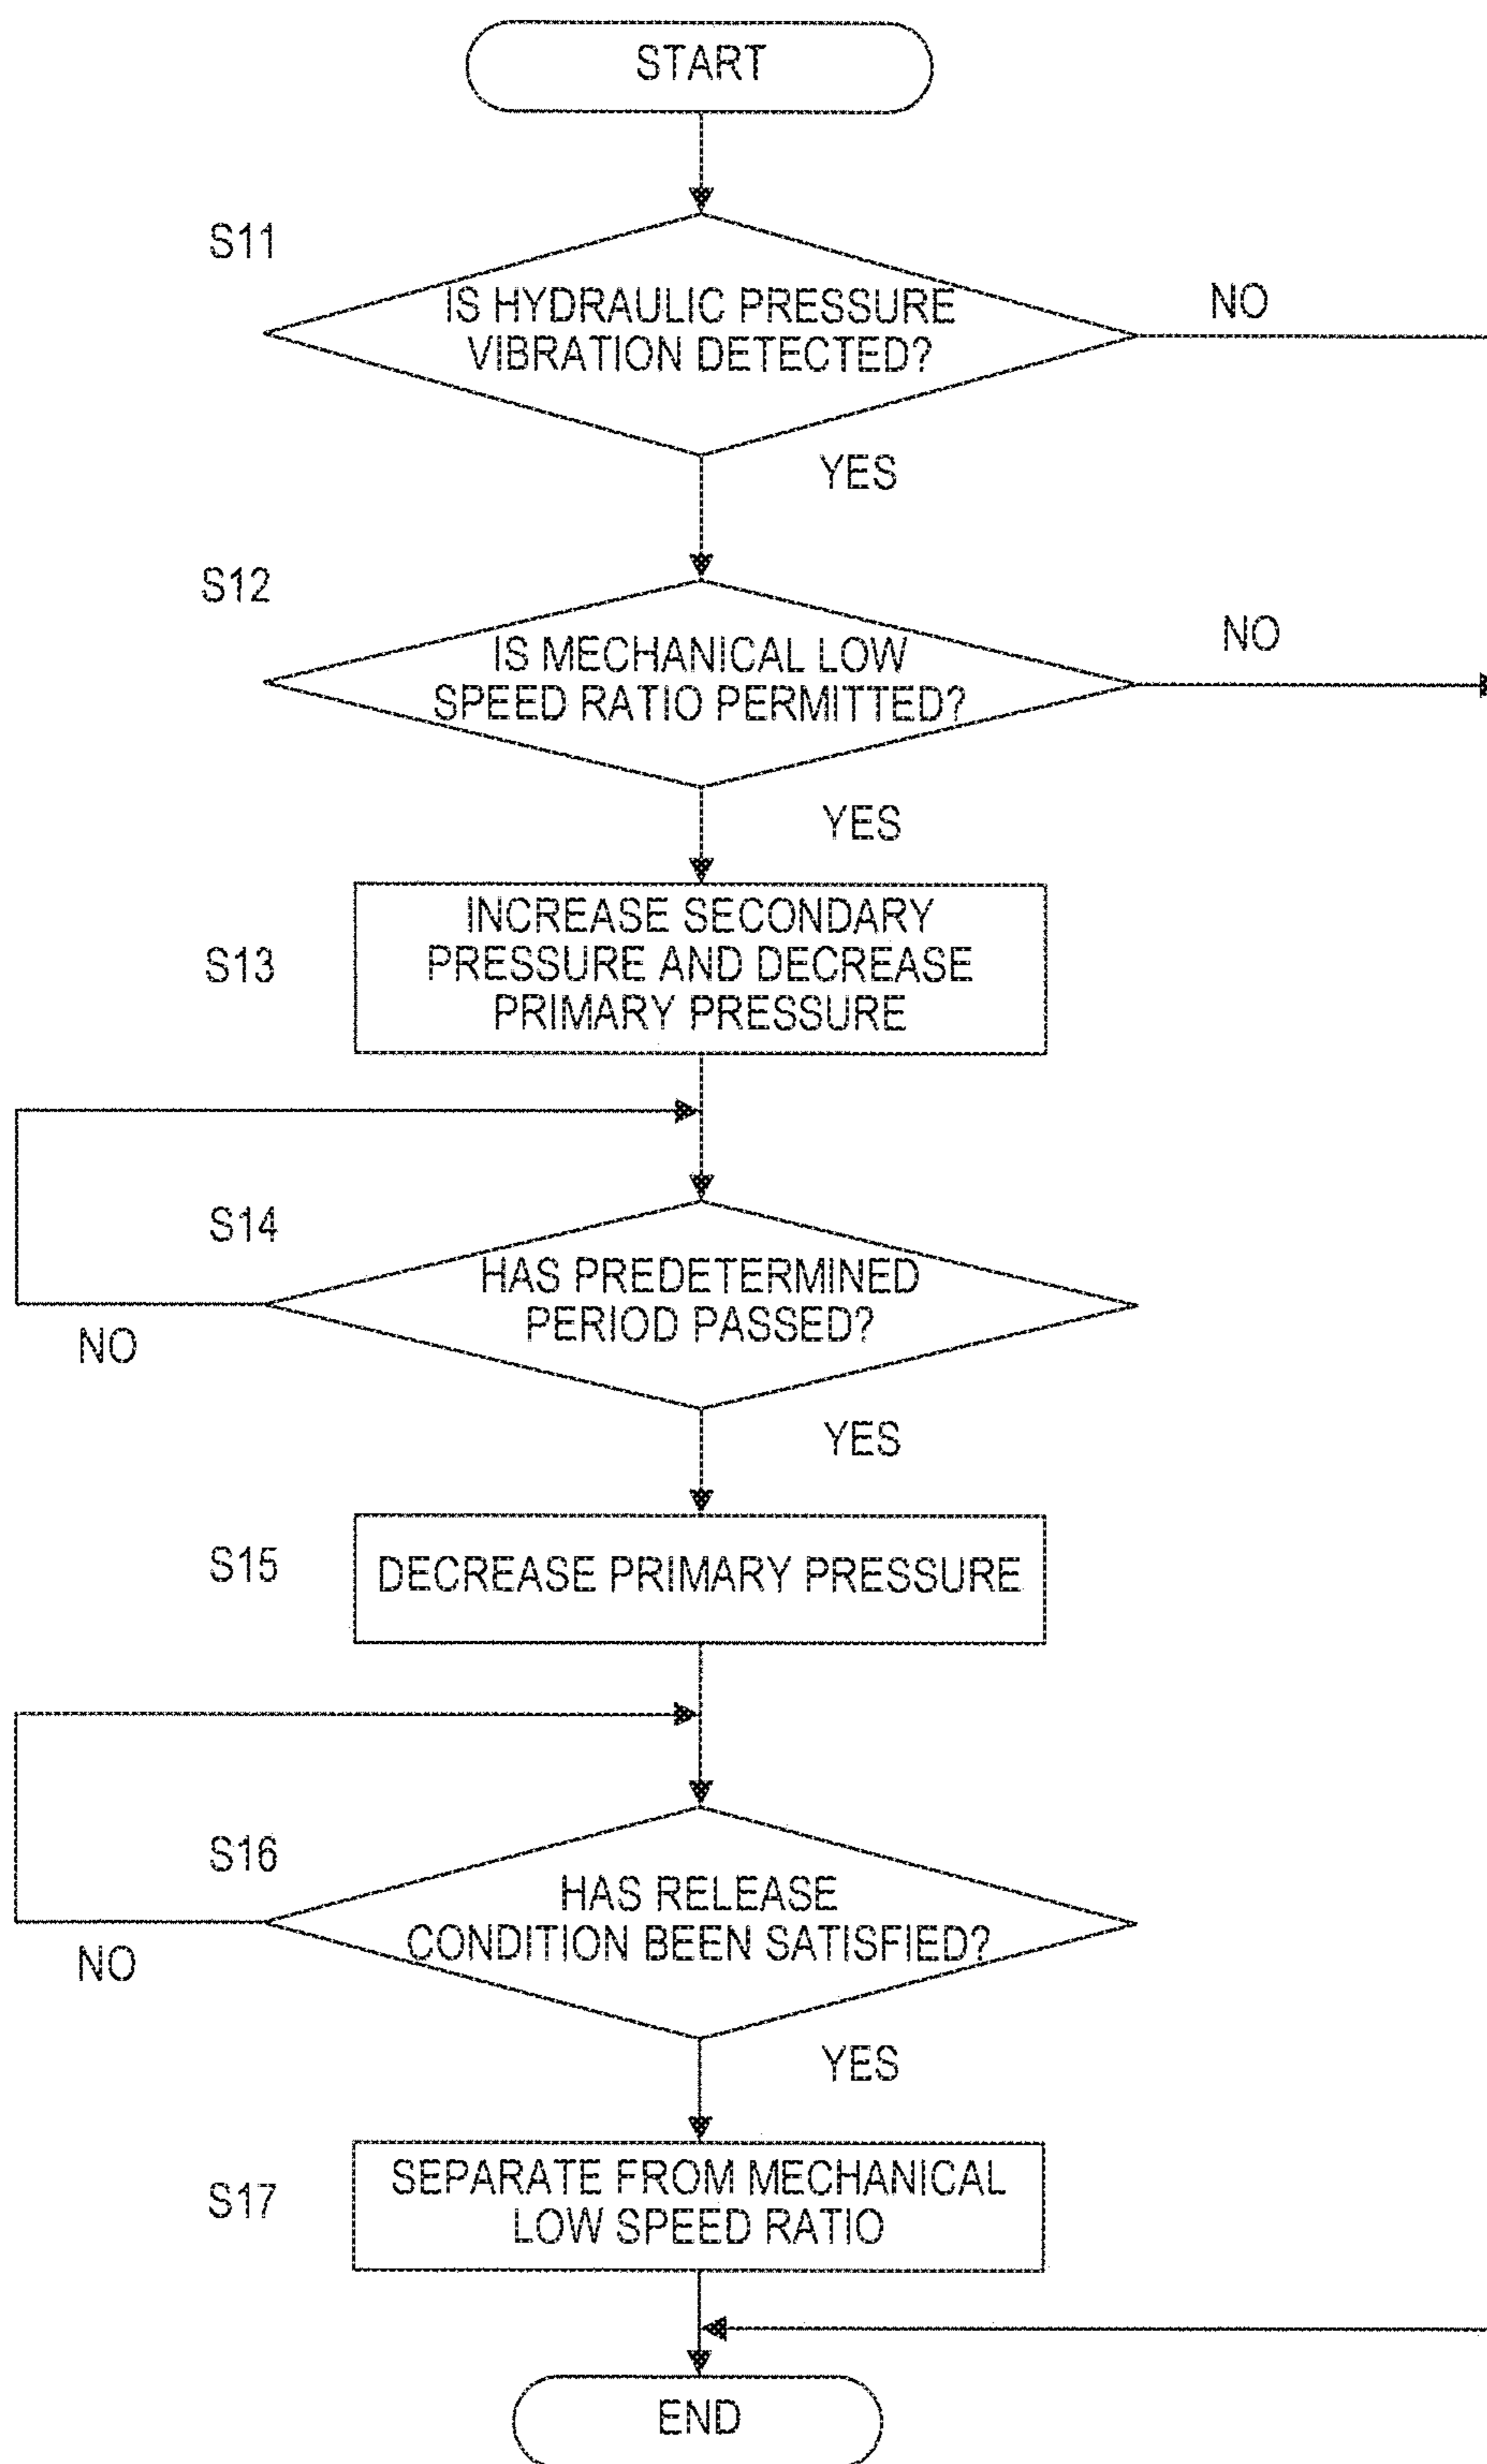 START
S11
IS HYDRAULIC PRESSURE
VIBRATION DETECTED?
NO
YES
S12
IS MECHANICAL LOW
SPEED RATIO PERMITTED?
NO
YES
S13
INCREASE SECONDARY
PRESSURE AND DECREASE
PRIMARY PRESSURE
S14
HAS PREDETERMINED
PERIOD PASSED?
NO
YES
S15
DECREASE PRIMARY PRESSURE
S16
HAS RELEASE
CONDITION BEEN SATISFIED?
NO
YES
S17
SEPARATE FROM MECHANICAL
LOW SPEED RATIO
END